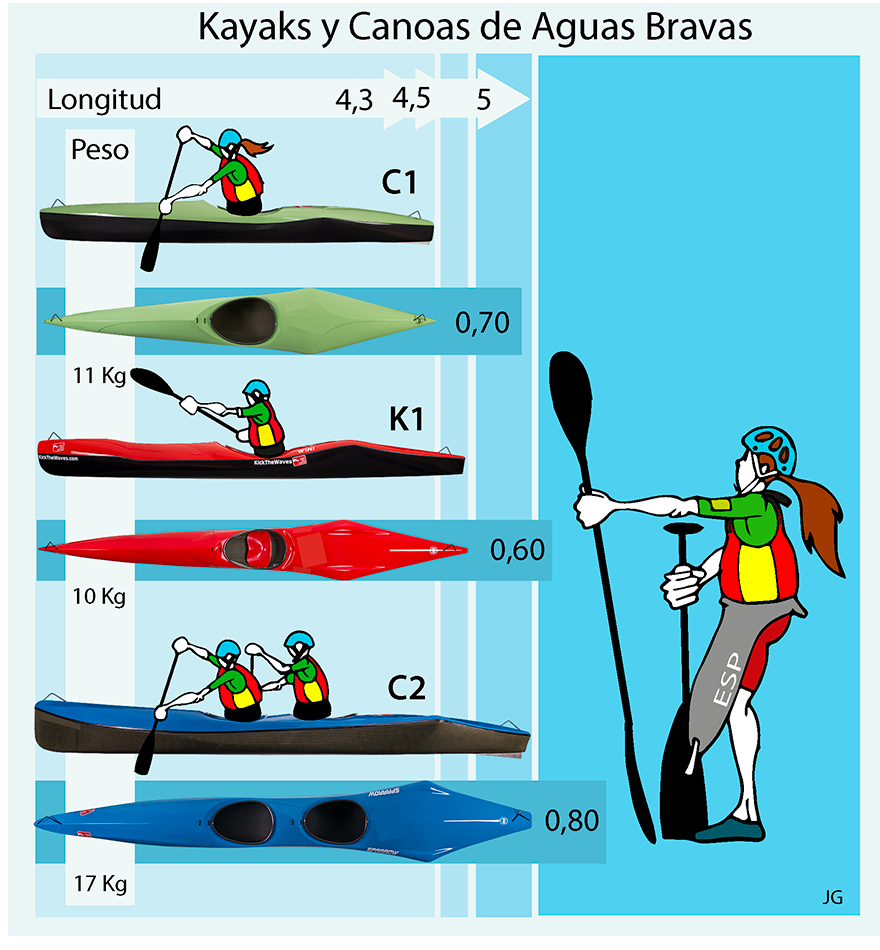 Kayaks y Canoas de Aguas Bravas
Longitud 4,3 4,5 5
Peso
C1
0,70
11 Kg
K1
WINI
KickTheWaves.com
KickTheWaves
0,60
10 Kg
C2
ESP
SPARROW
0,80
SPARROW
17 Kg
JG